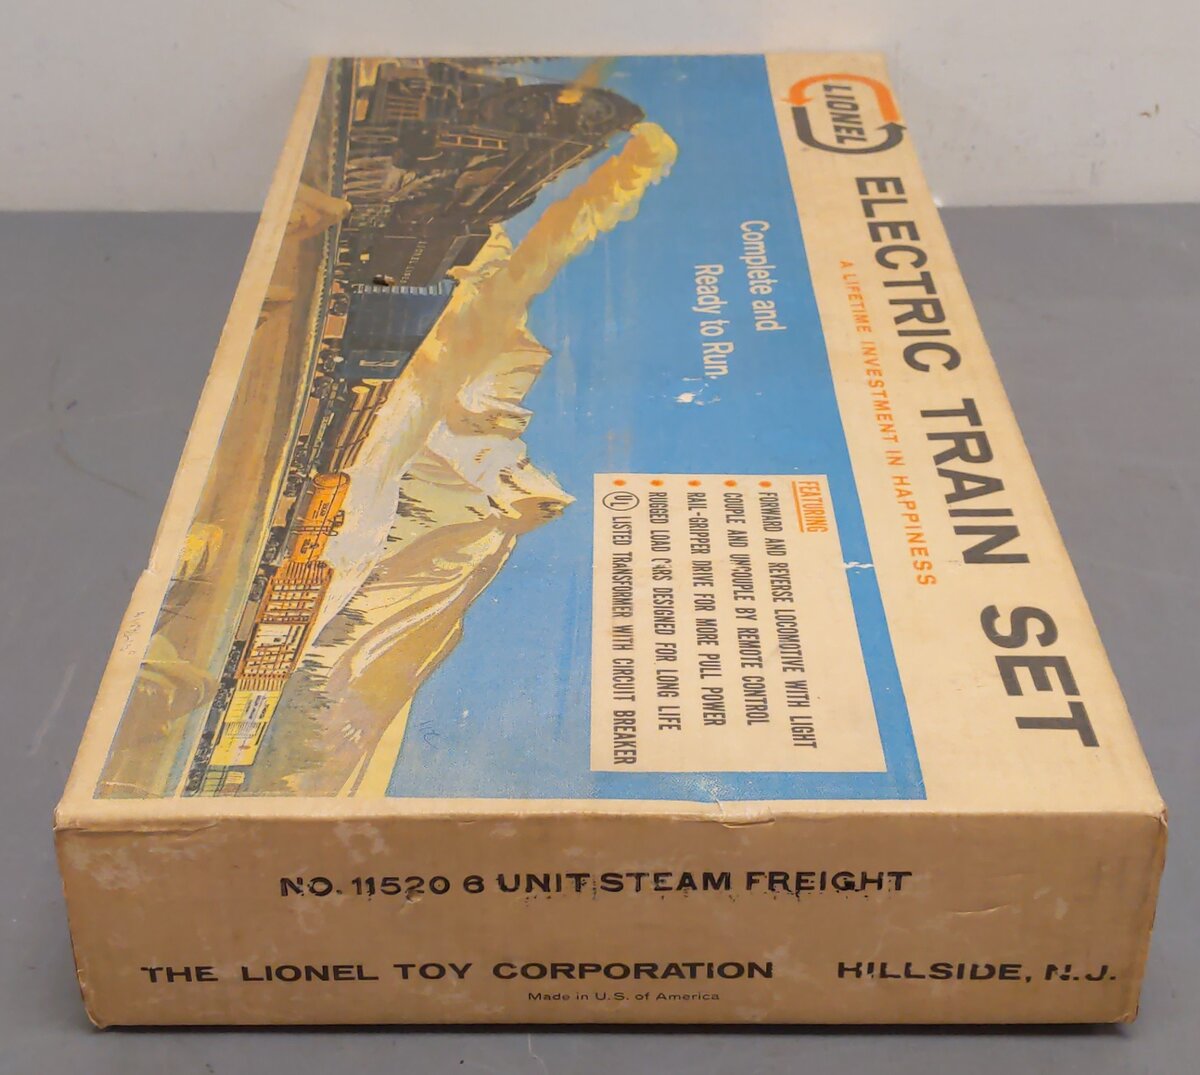 LIONEL
ELECTRIC TRAIN SET
A LIFETIME INVESTMENT IN HAPPINESS
Complete and
Ready to Run.
FEATURING
• FORWARD AND REVERSE LOCOMOTIVE WITH LIGHT
• COUPLE AND UNCOUPLE BY REMOTE CONTROL
• RAIL-GRIPPER DRIVE FOR MORE PULL POWER
• RUGGED LOAD CARS DESIGNED FOR LONG LIFE
• UL LISTED TRANSFORMER WITH CIRCUIT BREAKER
LIONEL LINES
NO. 11520 6 UNIT STEAM FREIGHT
THE LIONEL TOY CORPORATION HILLSIDE, N.J.
Made in U.S. of America